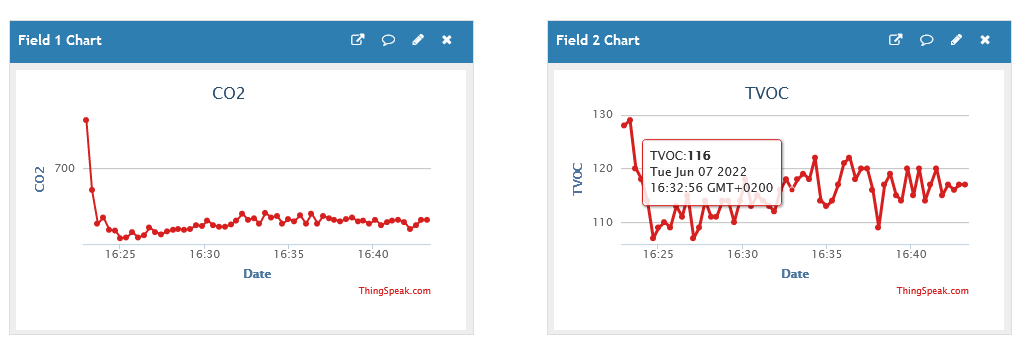 Field 1 Chart
CO2
CO2
700
16:25 16:30 16:35 16:40
Date
ThingSpeak.com
Field 2 Chart
TVOC
TVOC
130
120
110
TVOC:116
Tue Jun 07 2022
16:32:56 GMT+0200
16:25 16:30 16:35 16:40
Date
ThingSpeak.com